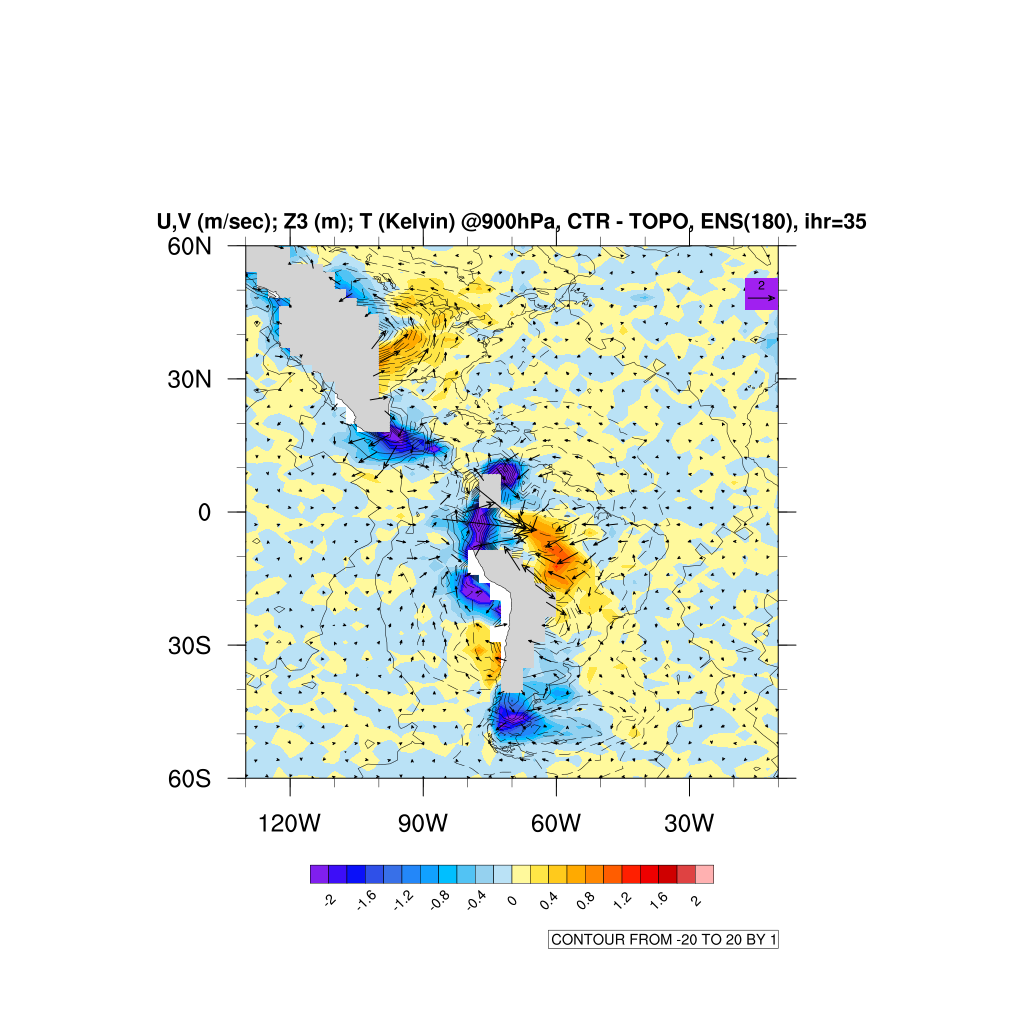 U,V (m/sec); Z3 (m); T (Kelvin) @900hPa, CTR - TOPO, ENS(180), ihr=35
60N
2
30N
0
30S
60S
120W 90W 60W 30W
-2 -1.6 -1.2 -0.8 -0.4 0 0.4 0.8 1.2 1.6 2
CONTOUR FROM -20 TO 20 BY 1